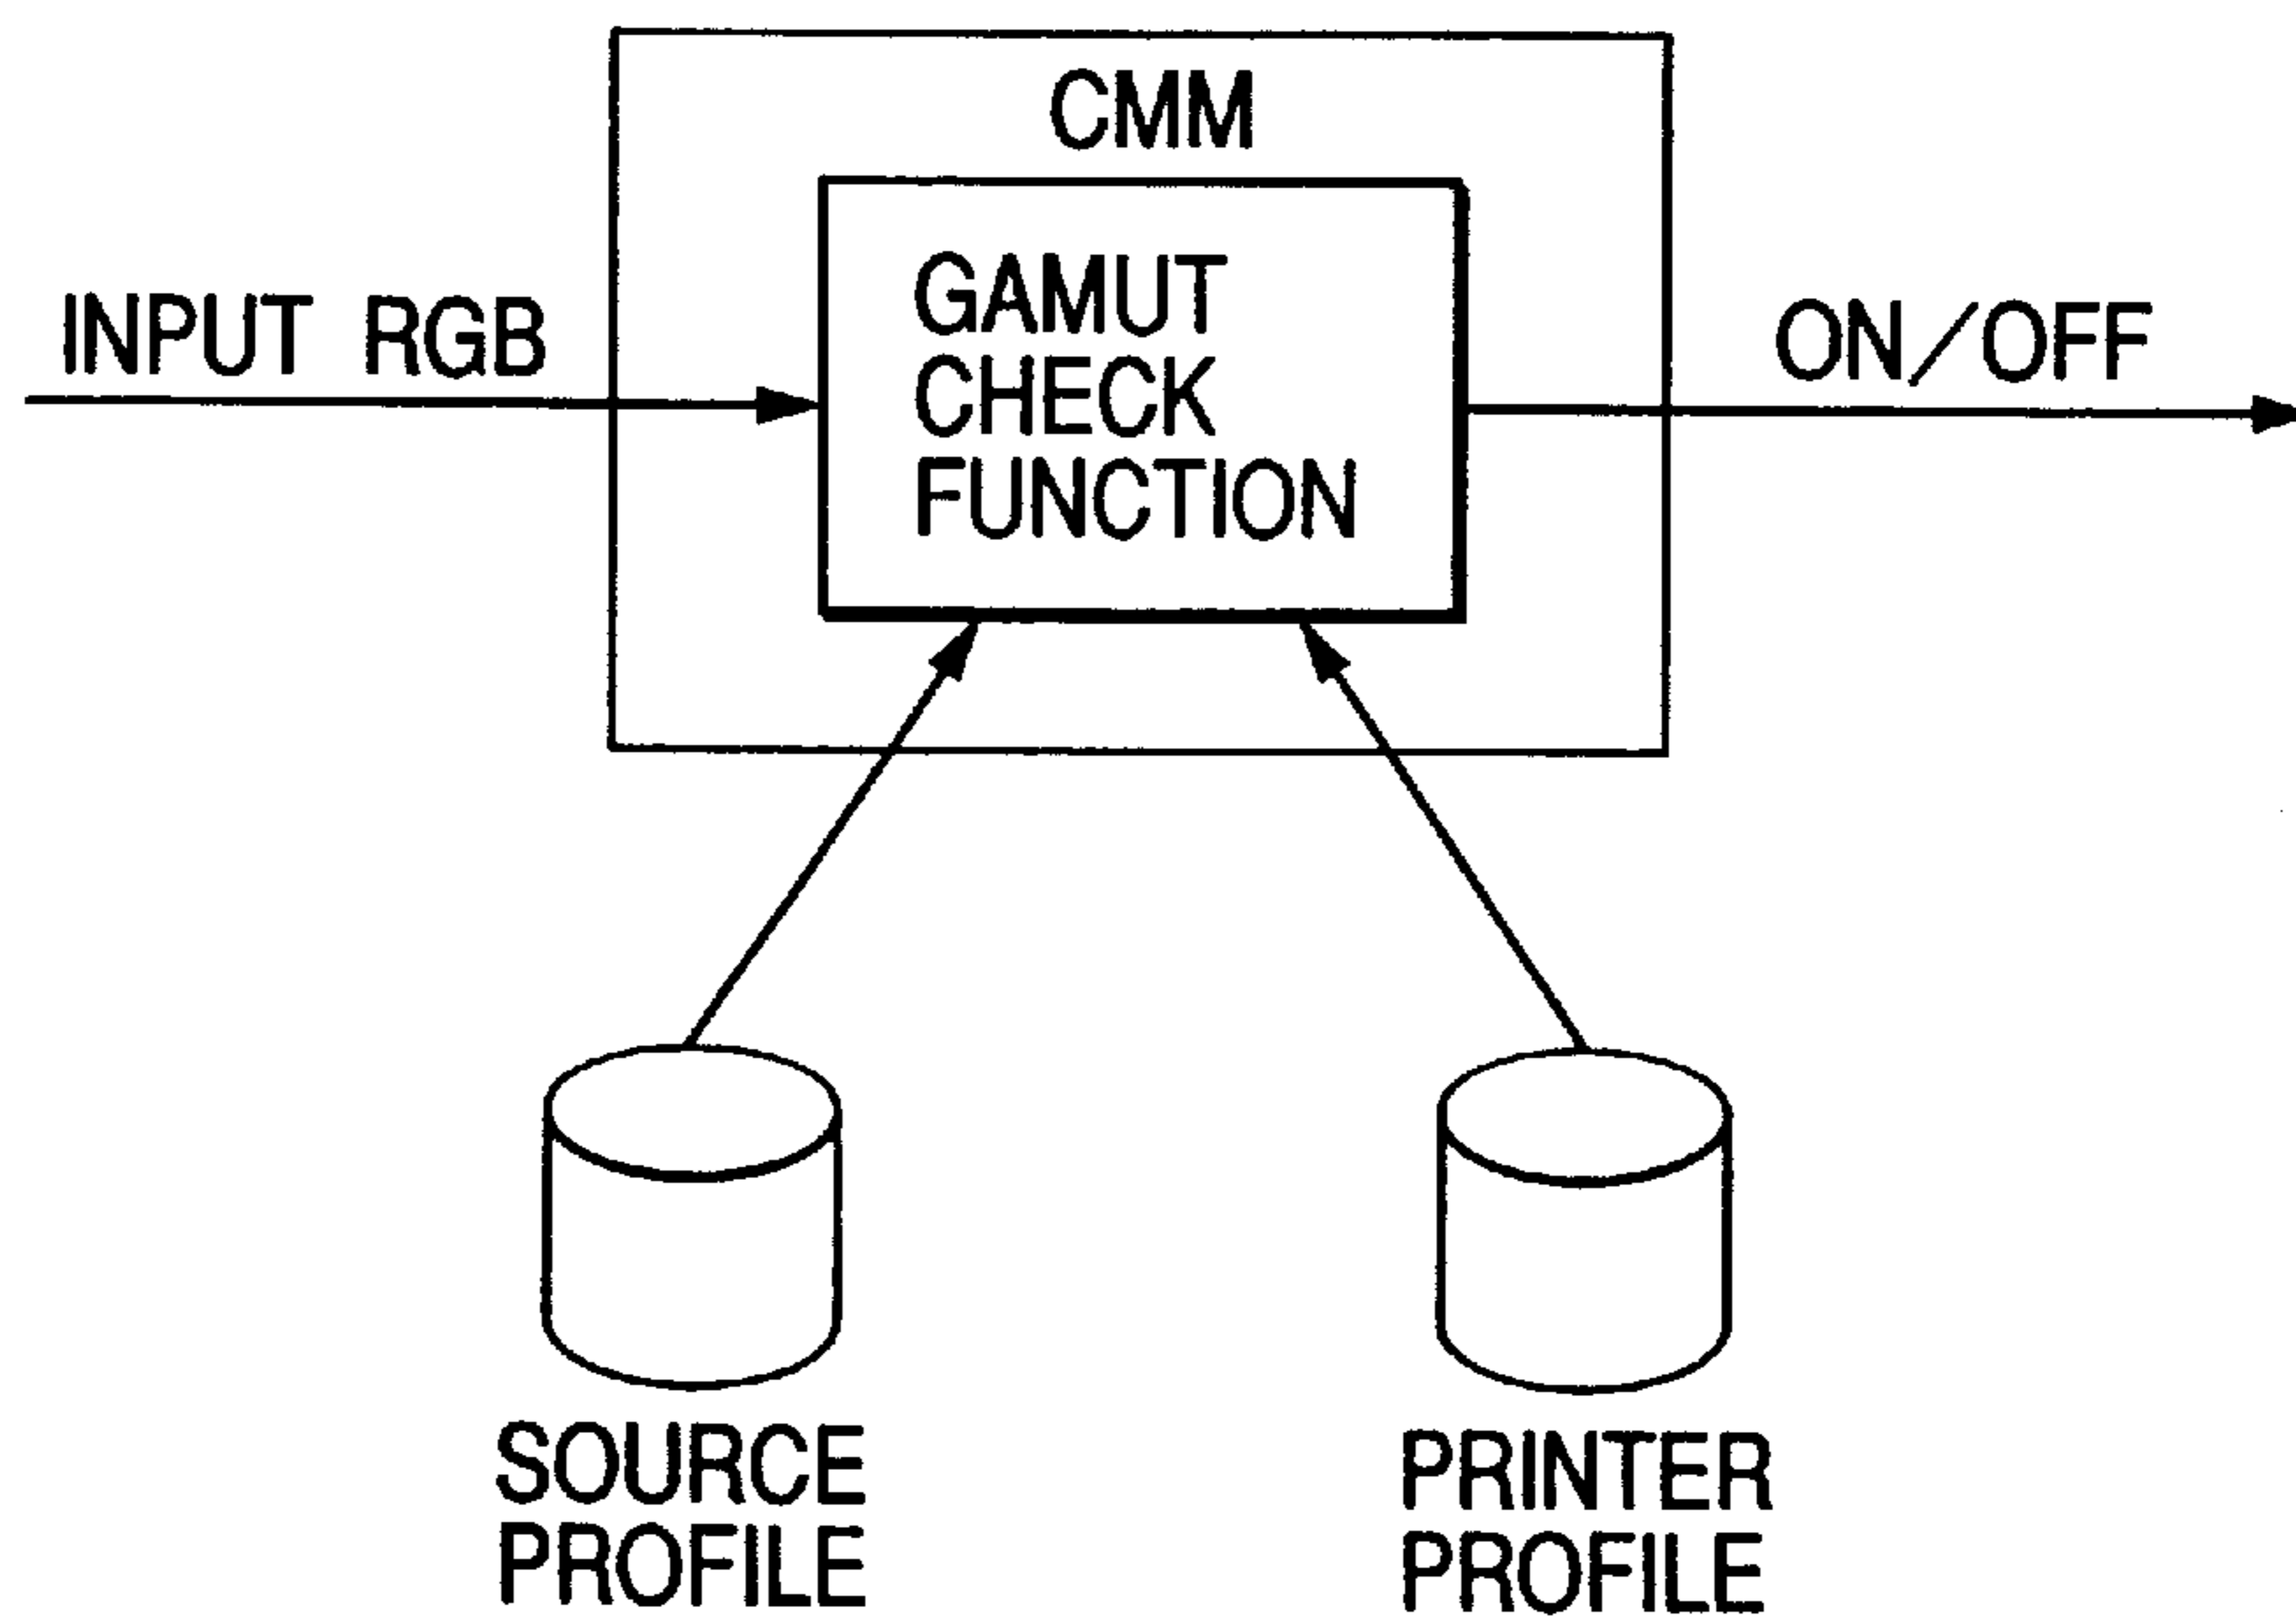 CMM
INPUT RGB
GAMUT
CHECK
FUNCTION
ON/OFF
SOURCE
PROFILE
PRINTER
PROFILE